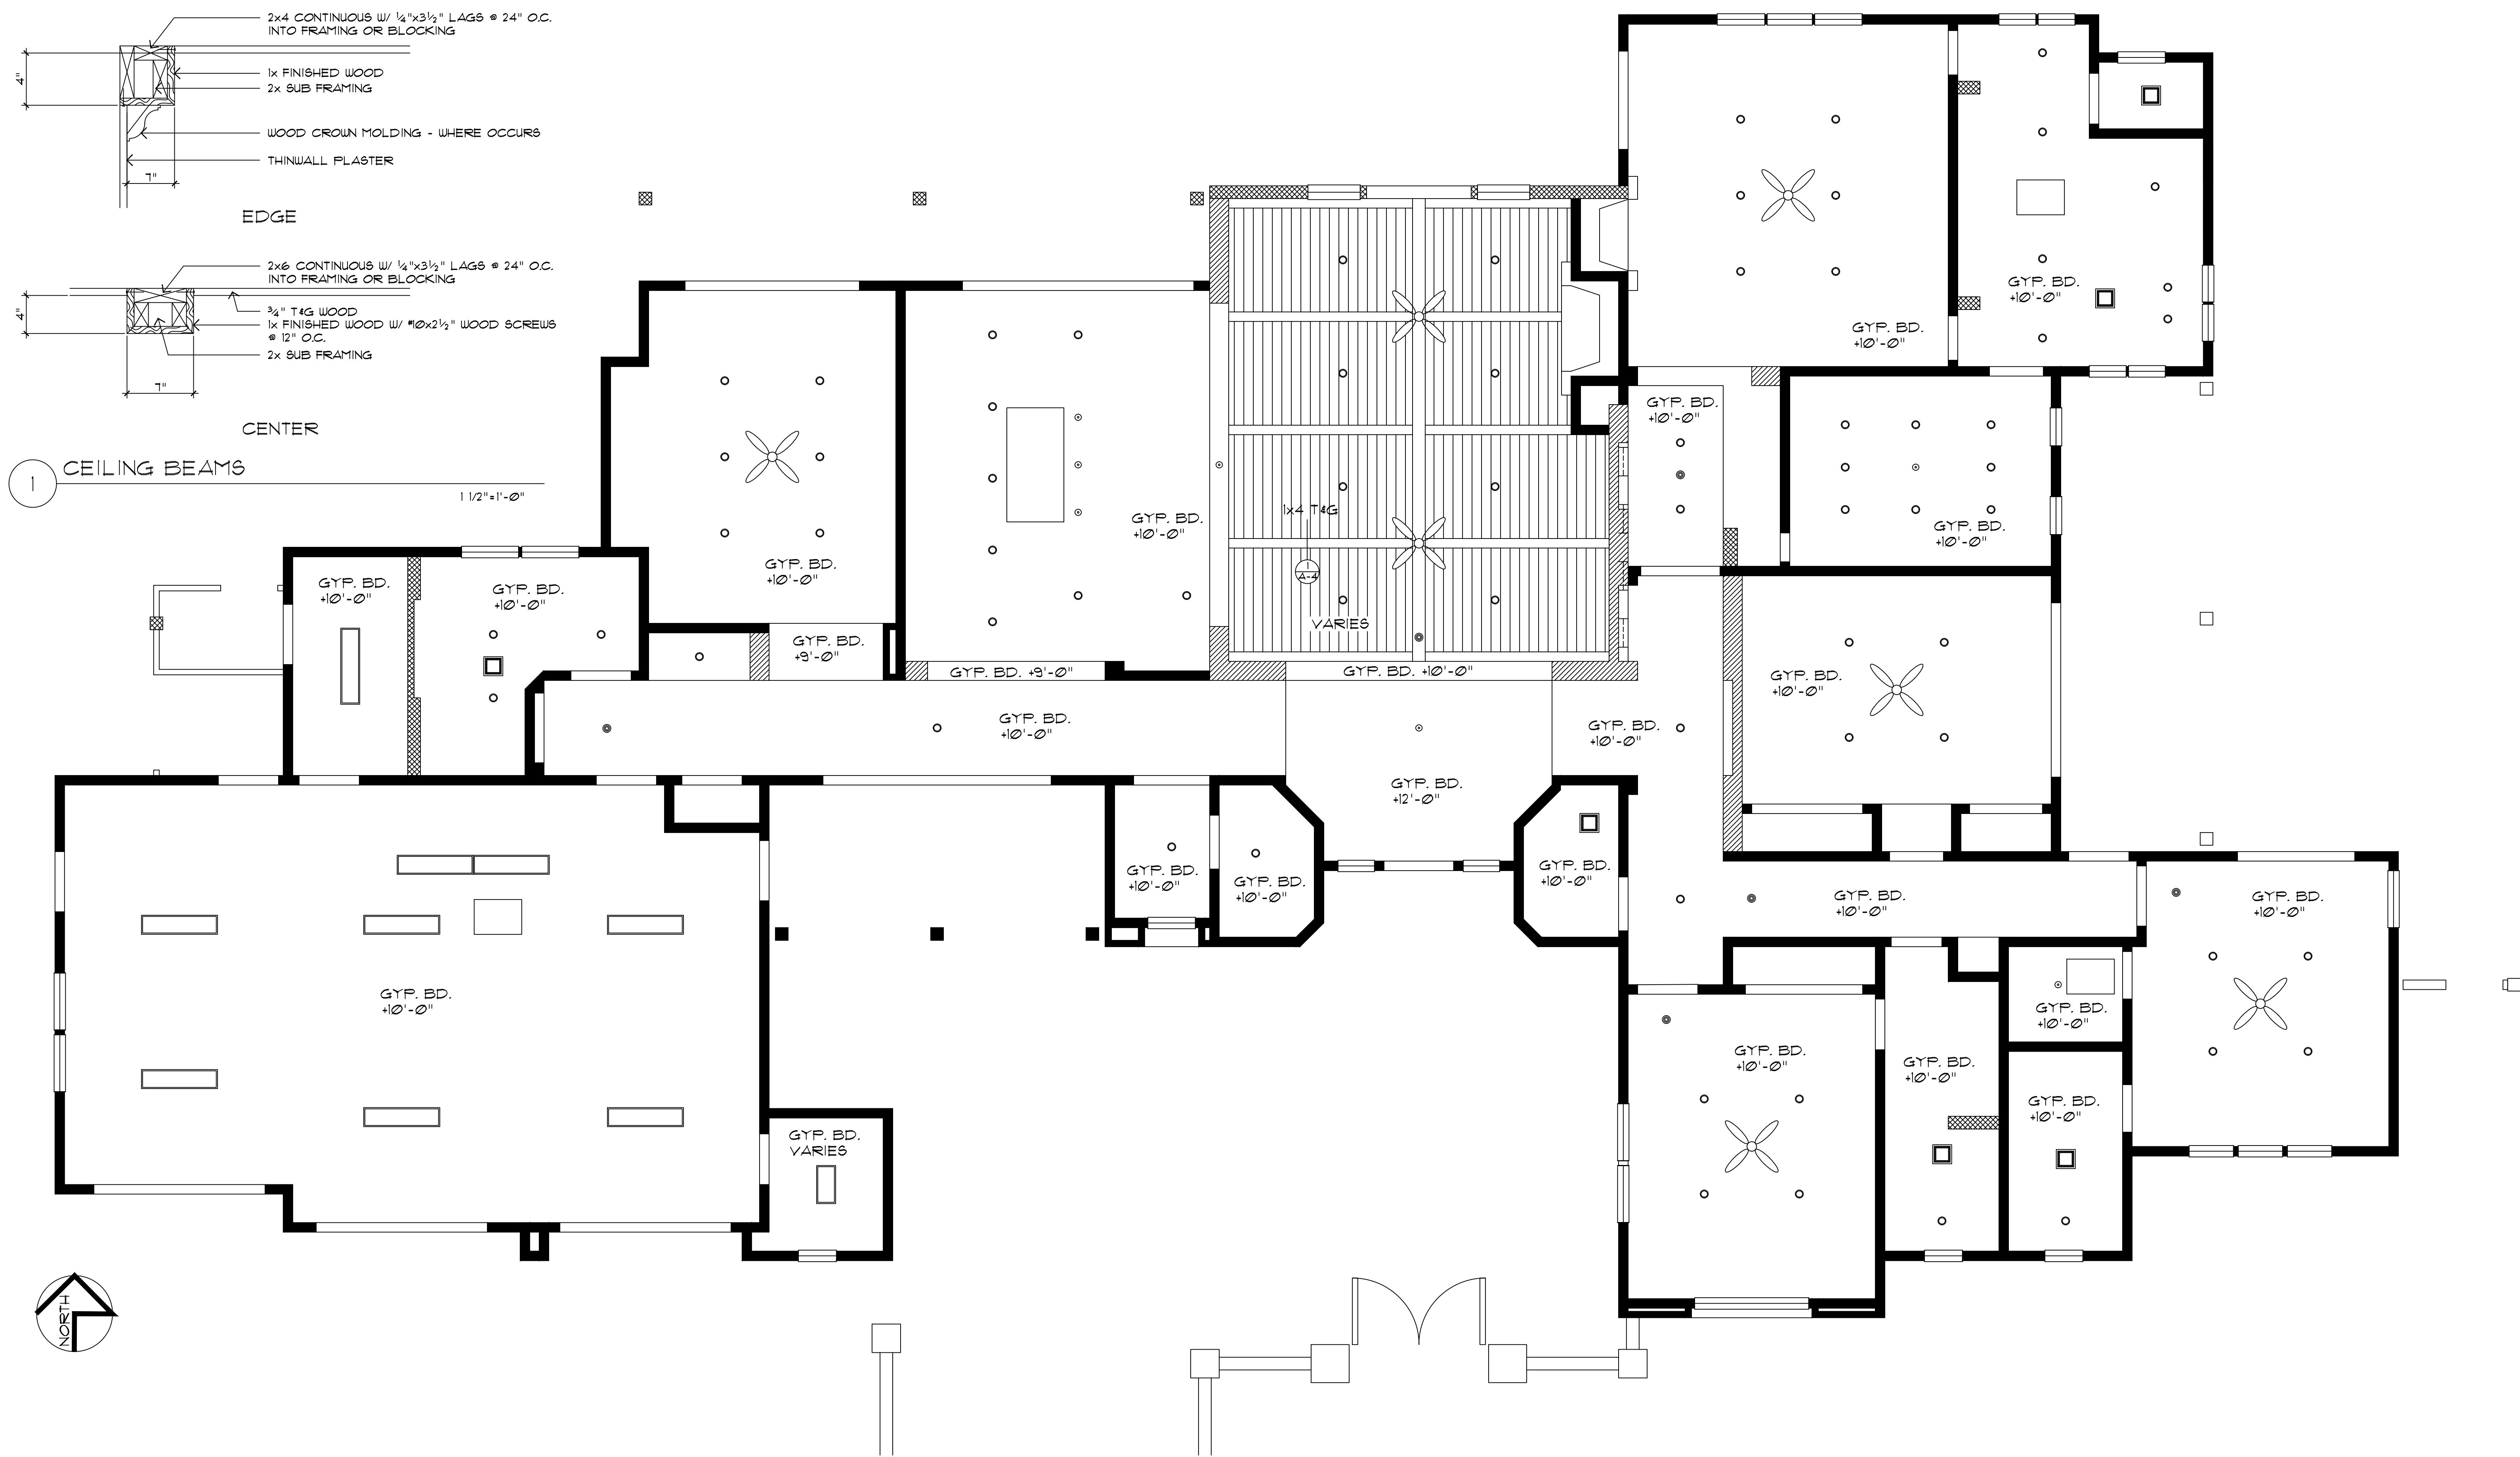 2x4 CONTINUOUS W/ ¼"x3½" LAGS @ 24" O.C.
INTO FRAMING OR BLOCKING
4"
1x FINISHED WOOD
2x SUB FRAMING
WOOD CROWN MOLDING - WHERE OCCURS
THINWALL PLASTER
7"
EDGE
2x6 CONTINUOUS W/ ¼"x3½" LAGS @ 24" O.C.
INTO FRAMING OR BLOCKING
4"
¾" T&G WOOD
1x FINISHED WOOD W/ #10x2½" WOOD SCREWS
@ 12" O.C.
2x SUB FRAMING
7"
CENTER
1
CEILING BEAMS
1 1/2"=1'-0"
GYP. BD.
+10'-0"
GYP. BD.
+10'-0"
GYP. BD.
+10'-0"
GYP. BD.
+10'-0"
1x4 T&G
1
A-4
GYP. BD.
+10'-0"
GYP. BD.
+10'-0"
GYP. BD.
+10'-0"
GYP. BD.
+10'-0"
VARIES
GYP. BD.
+9'-0"
GYP. BD. +9'-0"
GYP. BD. +10'-0"
GYP. BD.
+10'-0"
GYP. BD.
+10'-0"
GYP. BD.
+10'-0"
GYP. BD.
+12'-0"
GYP. BD.
+10'-0"
GYP. BD.
+10'-0"
GYP. BD.
+10'-0"
GYP. BD.
+10'-0"
GYP. BD.
+10'-0"
GYP. BD.
+10'-0"
GYP. BD.
+10'-0"
GYP. BD.
+10'-0"
GYP. BD.
+10'-0"
GYP. BD.
+10'-0"
GYP. BD.
VARIES
NORTH